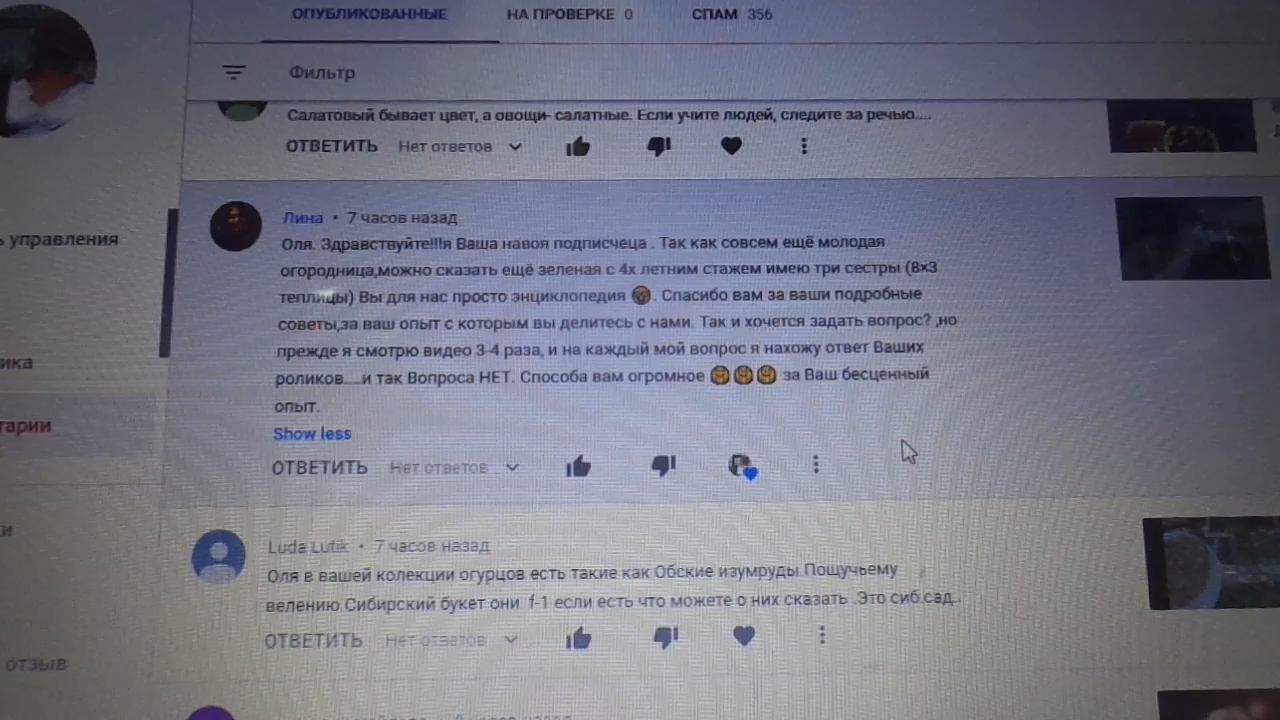 ОПУБЛИКОВАННЫЕ НА ПРОВЕРКЕ 0 СПАМ 356
Фильтр
Салатовый бывает цвет, а овощи- салатные. Если учите людей, следите за речью....
ОТВЕТИТЬ Нет ответов
Лина • 7 часов назад
ь управления
Оля. Здравствуйте!!!я Ваша навоя подписчеца . Так как совсем ещё молодая
огородница,можно сказать ещё зеленая с 4х летним стажем имею три сестры (8х3
теплицы) Вы для нас просто энциклопедия . Спасибо вам за ваши подробные
советы,за ваш опыт с которым вы делитесь с нами. Так и хочется задать вопрос? ,но
прежде я смотрю видео 3-4 раза, и на каждый мой вопрос я нахожу ответ Ваших
ика
роликов....и так Вопроса НЕТ. Способа вам огромное за Ваш бесценный
опыт.
тарии
Show less
ОТВЕТИТЬ Нет ответов
и
Luda Lutik • 7 часов назад
Оля в вашей колекции огурцов есть такие как Обские изумруды.Пощучьему
велению.Сибирский букет они f-1 если есть что можете о них сказать .Это сиб.сад..
ОТВЕТИТЬ Нет ответов
отзыв